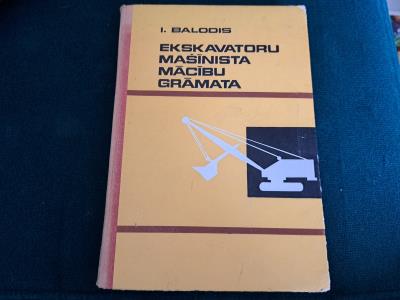 I. BALODIS
EKSKAVATORU
MAŠĪNISTA
MĀCĪBU
GRĀMATA